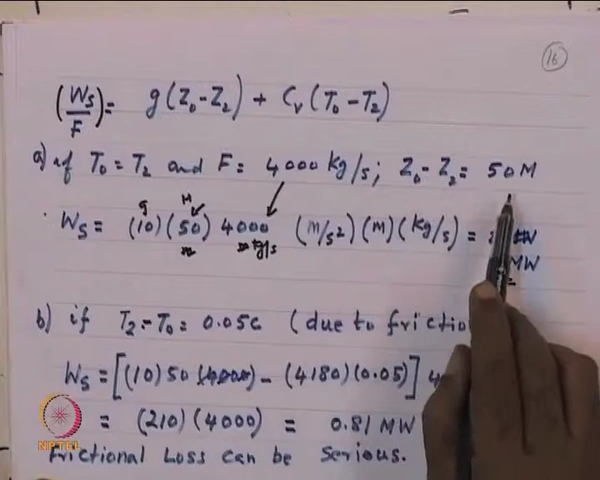 16
(Ws/F) = g(Z0-Z2) + Cv(T0-T2)
a) if T0 = T2 and F = 4000 kg/s; Z0-Z2 = 50M
g M
Ws = (10)(50) 4000 (M/s²)(M)(kg/s) =
kg/s MW
b) if T2-T0 = 0.05c (due to frictio
Ws = [(10)50 - (4180)(0.05)] 4
= (210)(4000) = 0.81 MW
NPTEL
Frictional Loss can be serious.